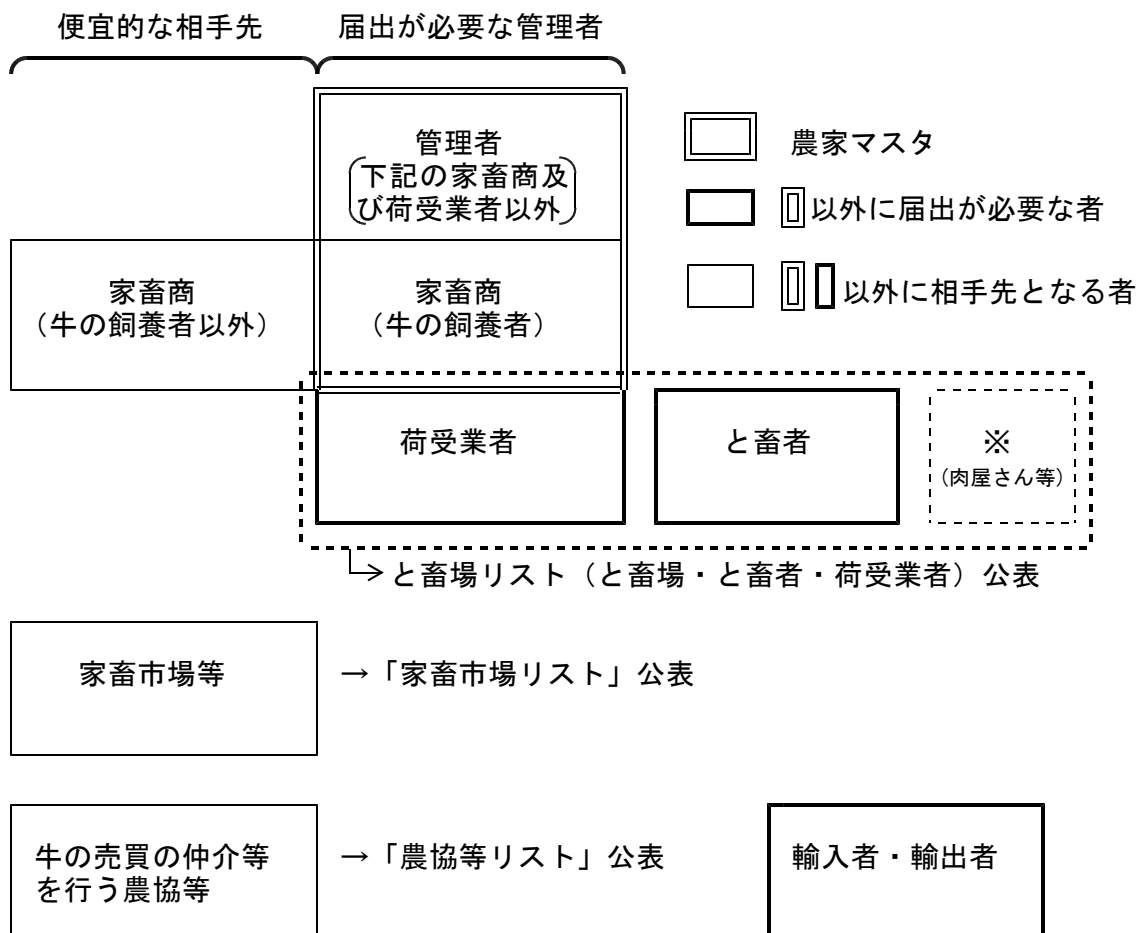 便宜的な相手先
届出が必要な管理者
管理者
下記の家畜商及
び荷受業者以外
農家マスタ
以外に届出が必要な者
以外に相手先となる者
家畜商
（牛の飼養者以外）
家畜商
（牛の飼養者）
荷受業者
と畜者
※
（肉屋さん等）
と畜場リスト（と畜場・と畜者・荷受業者）公表
家畜市場等
→「家畜市場リスト」公表
牛の売買の仲介等
を行う農協等
→「農協等リスト」公表
輸入者・輸出者